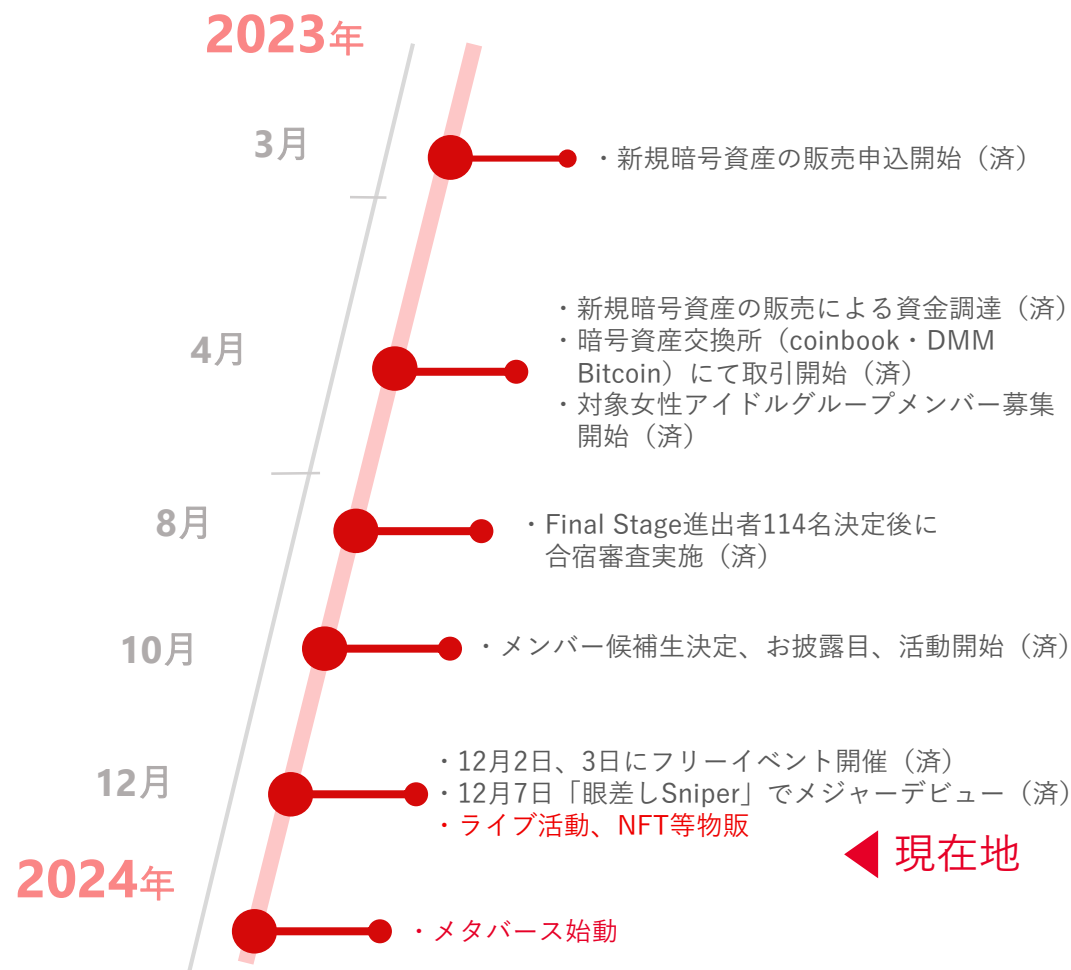 2023年
3月
・新規暗号資産の販売申込開始（済）
4月
・新規暗号資産の販売による資金調達（済）
・暗号資産交換所（coinbook・DMM
Bitcoin）にて取引開始（済）
・対象女性アイドルグループメンバー募集
開始（済）
8月
・Final Stage進出者114名決定後に
合宿審査実施（済）
10月
・メンバー候補生決定、お披露目、活動開始（済）
12月
・12月2日、3日にフリーイベント開催（済）
・12月7日「眼差しSniper」でメジャーデビュー（済）
・ライブ活動、NFT等物販
現在地
2024年
・メタバース始動